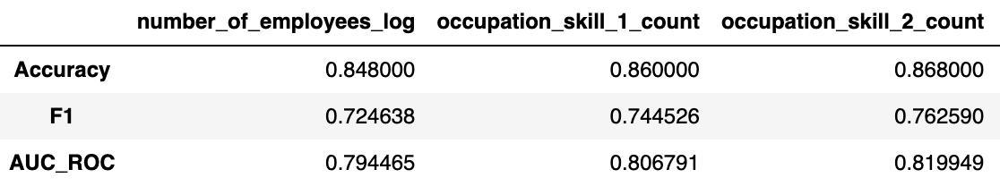 number_of_employees_log occupation_skill_1_count occupation_skill_2_count
Accuracy 0.848000 0.860000 0.868000
F1 0.724638 0.744526 0.762590
AUC_ROC 0.794465 0.806791 0.819949